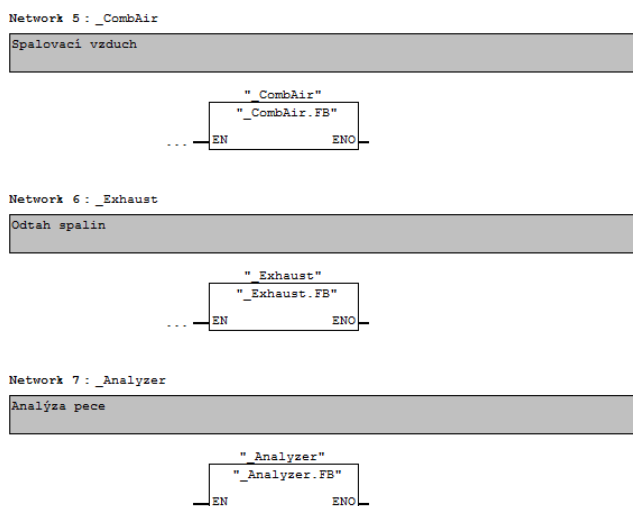 Network 5 : _CombAir
Spalovací vzduch
"_CombAir"
"_CombAir.FB"
... EN ENO
Network 6 : _Exhaust
Odtah spalin
"_Exhaust"
"_Exhaust.FB"
... EN ENO
Network 7 : _Analyzer
Analýza pece
"_Analyzer"
"_Analyzer.FB"
EN ENO